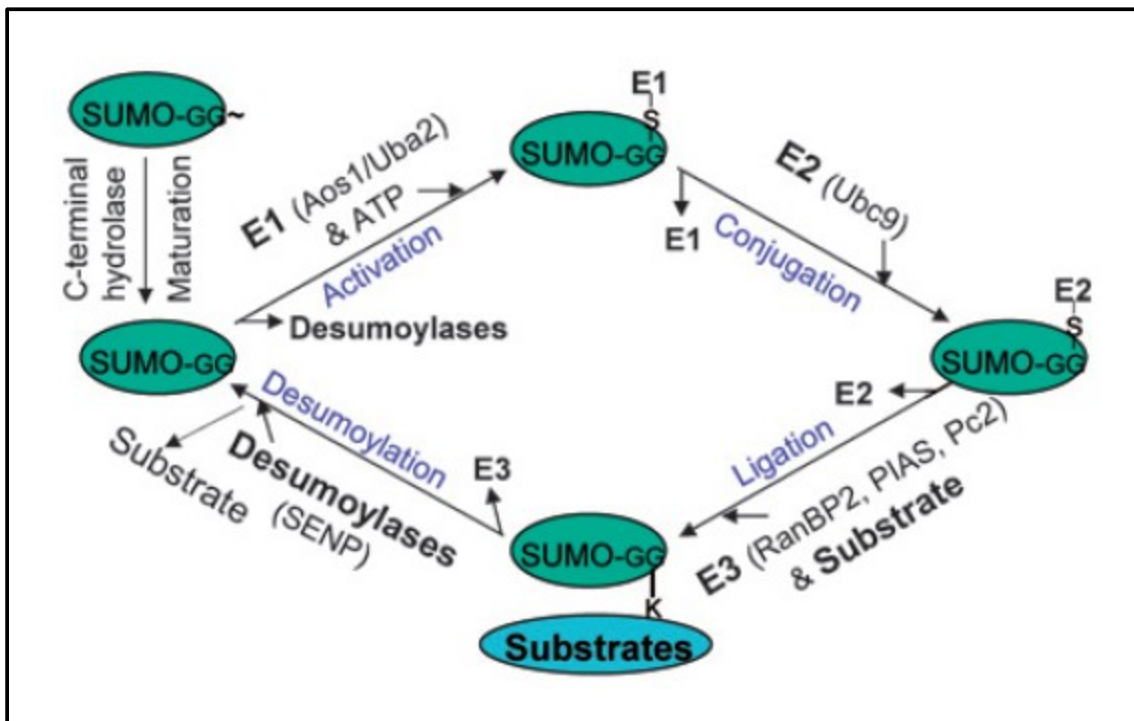 SUMO-GG~
C-terminal
hydrolase
Maturation
SUMO-GG
E1 (Aos1/Uba2)
& ATP
Activation
Desumoylases
E1
S
SUMO-GG
E1
E2 (Ubc9)
Conjugation
E2
S
SUMO-GG
E2
Ligation
E3 (RanBP2, PIAS, Pc2)
& Substrate
SUMO-GG
K
Substrates
E3
Desumoylation
Desumoylases
(SENP)
Substrate